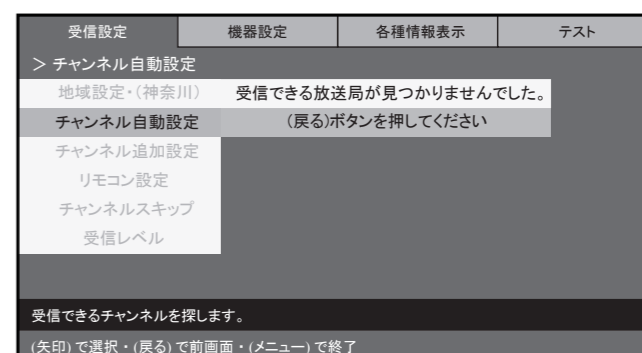 受信設定 機器設定 各種情報表示 テスト
＞ チャンネル自動設定
地域設定・(神奈川) 受信できる放送局が見つかりませんでした。
チャンネル自動設定 (戻る)ボタンを押してください
チャンネル追加設定
リモコン設定
チャンネルスキップ
受信レベル
受信できるチャンネルを探します。
(矢印) で選択・(戻る) で前画面・(メニュー) で終了